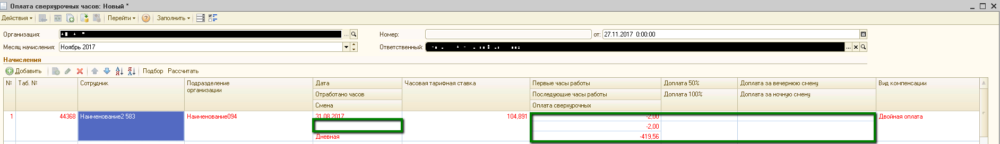 Оплата сверхурочных часов: Новый *
Действия Перейти ? Заполнить
Организация: ... Номер: от: 27.11.2017 0:00:00
Месяц начисления: Ноябрь 2017 Ответственный: ... x
Начисления
Добавить Подбор Рассчитать
№ Таб. № Сотрудник Подразделение организации Дата Часовая тарифная ставка Первые часы работы Доплата 50% Доплата за вечернюю смену Вид компенсации
Отработано часов Последующие часы работы Доплата 100% Доплата за ночную смену
Смена Оплата сверхурочных
1 44368 Наименование2 583 Наименование094 31.08.2017 104,891 -2,00 Двойная оплата
-2,00
Дневная -419,56